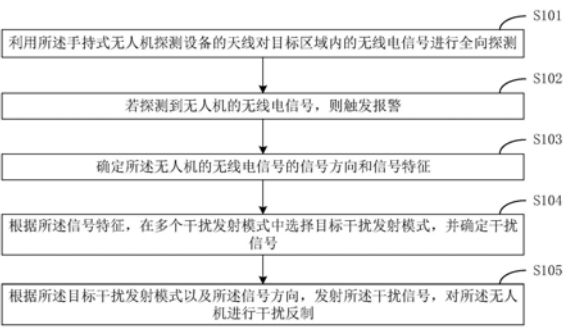 S101
利用所述手持式无人机探测设备的天线对目标区域内的无线电信号进行全向探测
S102
若探测到无人机的无线电信号，则触发报警
S103
确定所述无人机的无线电信号的信号方向和信号特征
S104
根据所述信号特征，在多个干扰发射模式中选择目标干扰发射模式，并确定干扰
信号
S105
根据所述目标干扰发射模式以及所述信号方向，发射所述干扰信号，对所述无人
机进行干扰反制